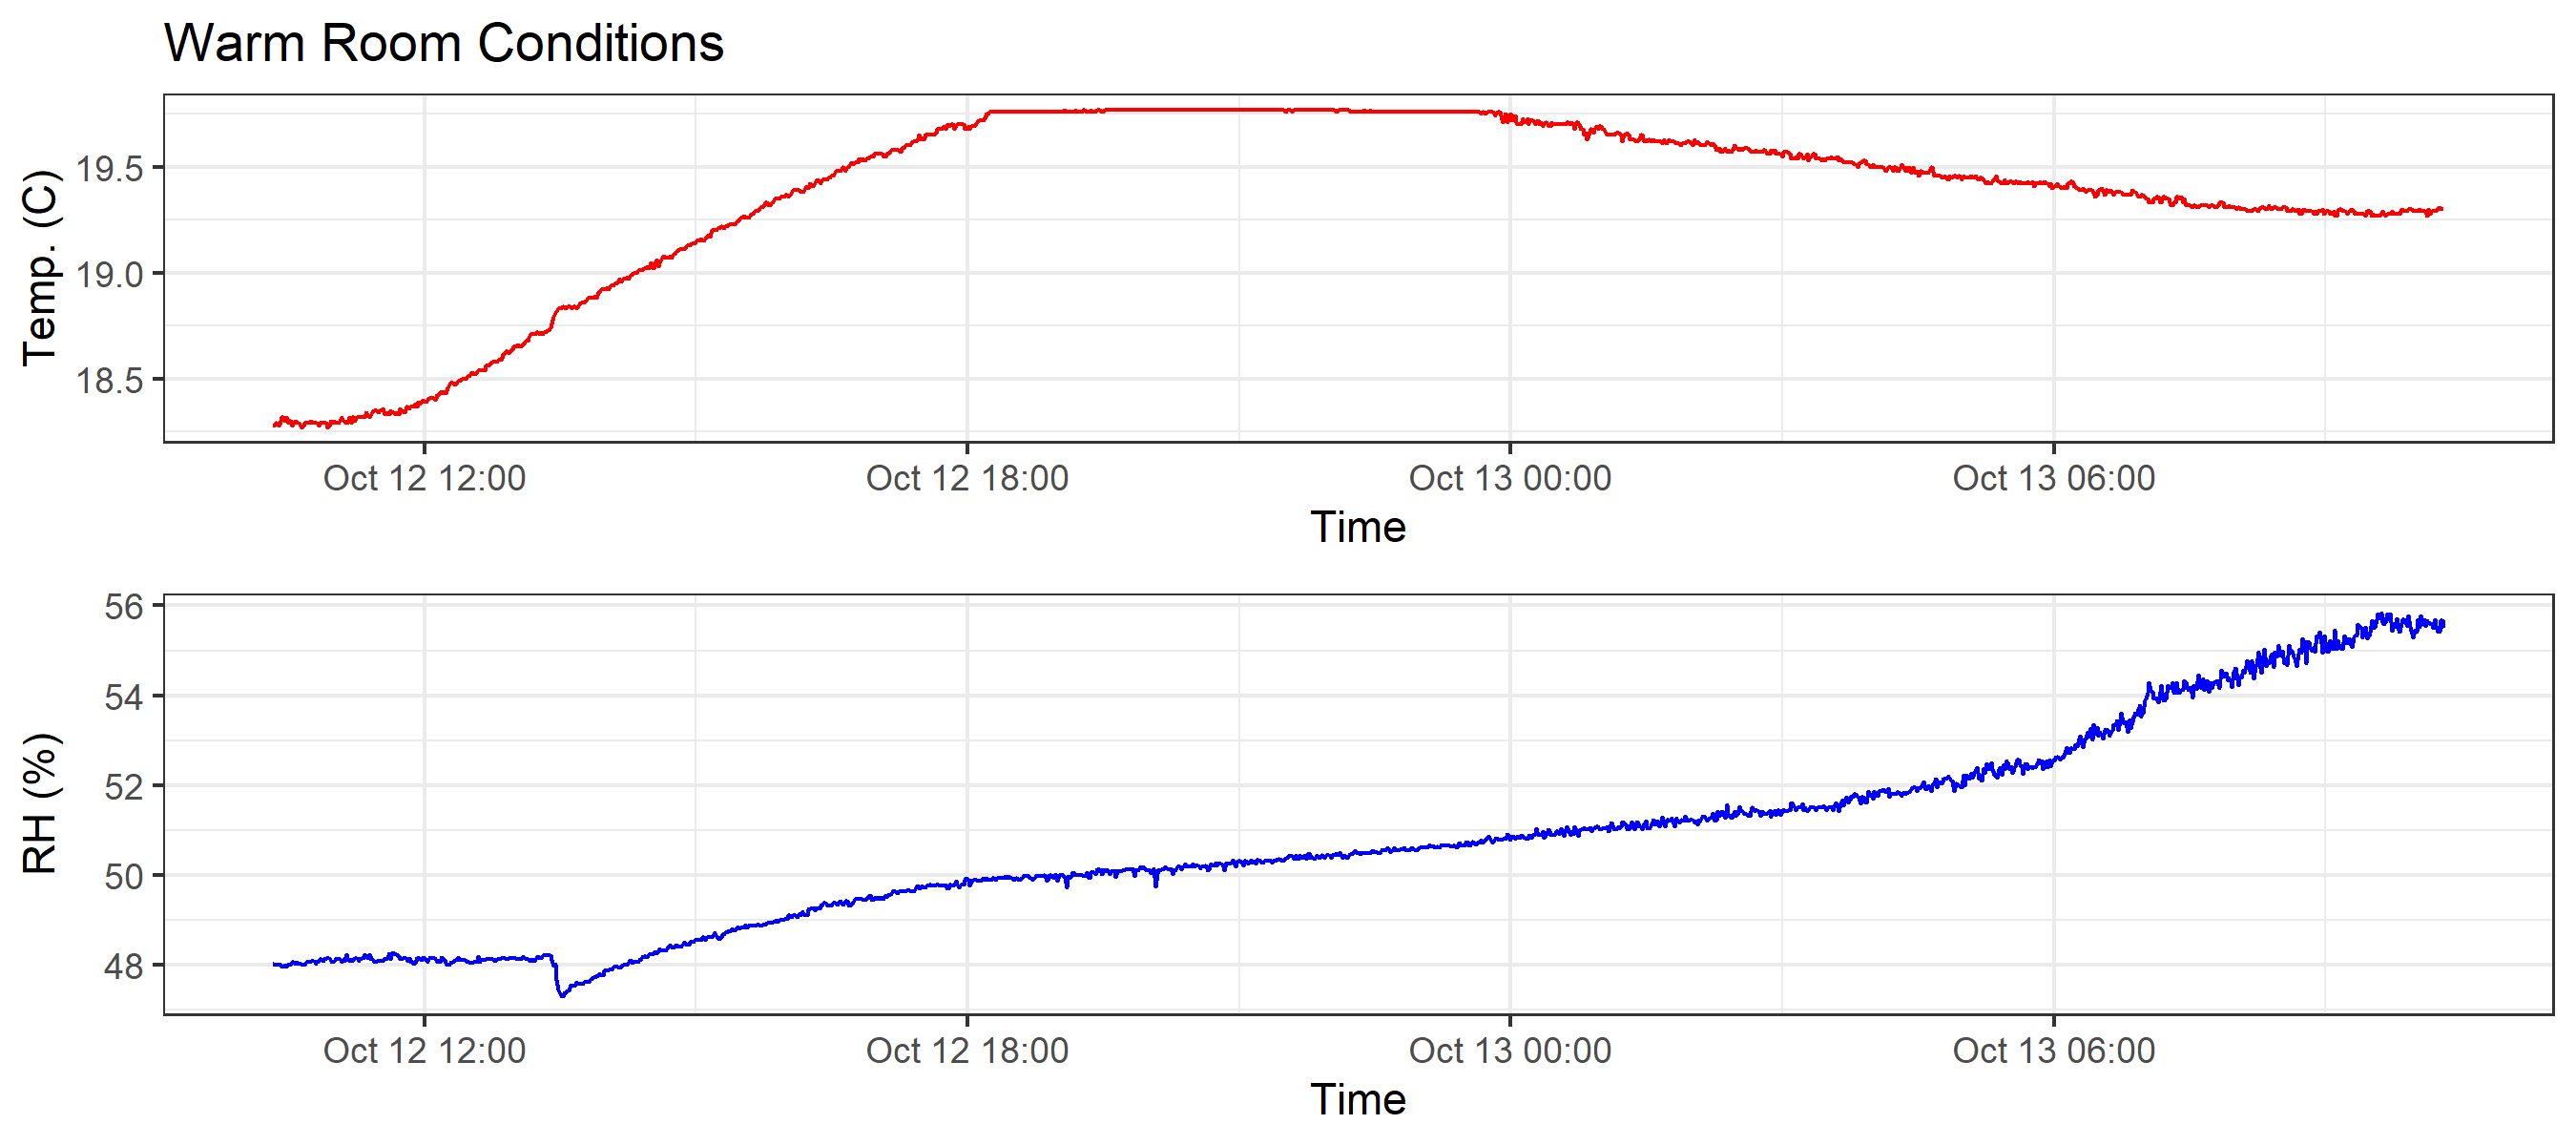 Warm Room Conditions
Temp. (C)
19.5
19.0
18.5
Oct 12 12:00 Oct 12 18:00 Oct 13 00:00 Oct 13 06:00
Time
RH (%)
56
54
52
50
48
Oct 12 12:00 Oct 12 18:00 Oct 13 00:00 Oct 13 06:00
Time